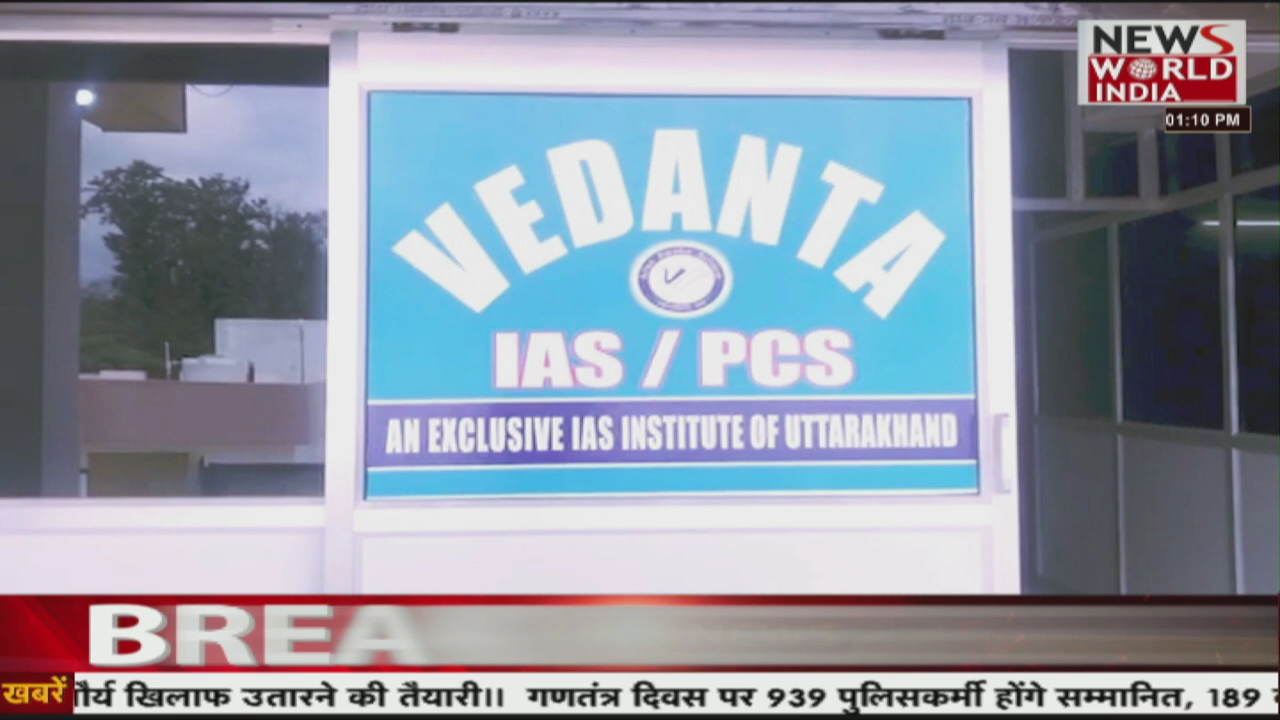 NEWS
WORLD
INDIA
01:10 PM
VEDANTA
IAS / PCS
AN EXCLUSIVE IAS INSTITUTE OF UTTARAKHAND
BREA
खबरें ौर्य खिलाफ उतारने की तैयारी।। गणतंत्र दिवस पर 939 पुलिसकर्मी होंगे सम्मानित, 189